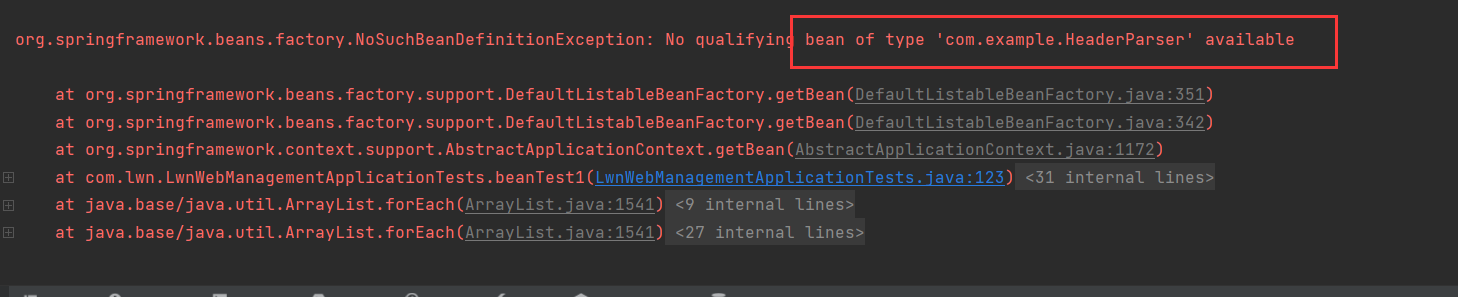 org.springframework.beans.factory.NoSuchBeanDefinitionException: No qualifying bean of type 'com.example.HeaderParser' available
at org.springframework.beans.factory.support.DefaultListableBeanFactory.getBean(DefaultListableBeanFactory.java:351)
at org.springframework.beans.factory.support.DefaultListableBeanFactory.getBean(DefaultListableBeanFactory.java:342)
at org.springframework.context.support.AbstractApplicationContext.getBean(AbstractApplicationContext.java:1172)
at com.lwn.LwnWebManagementApplicationTests.beanTest1(LwnWebManagementApplicationTests.java:123) <31 internal lines>
at java.base/java.util.ArrayList.forEach(ArrayList.java:1541) <9 internal lines>
at java.base/java.util.ArrayList.forEach(ArrayList.java:1541) <27 internal lines>